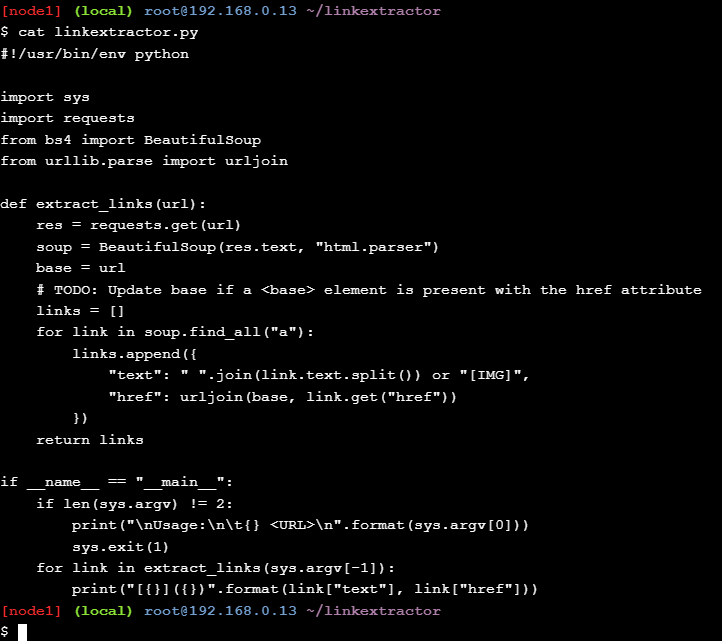 [node1] (local) root@192.168.0.13 ~/linkextractor
$ cat linkextractor.py
#!/usr/bin/env python

import sys
import requests
from bs4 import BeautifulSoup
from urllib.parse import urljoin

def extract_links(url):
    res = requests.get(url)
    soup = BeautifulSoup(res.text, "html.parser")
    base = url
    # TODO: Update base if a <base> element is present with the href attribute
    links = []
    for link in soup.find_all("a"):
        links.append({
            "text": " ".join(link.text.split()) or "[IMG]",
            "href": urljoin(base, link.get("href"))
        })
    return links

if __name__ == "__main__":
    if len(sys.argv) != 2:
        print("\nUsage:\n\t{} <URL>\n".format(sys.argv[0]))
        sys.exit(1)
    for link in extract_links(sys.argv[-1]):
        print("[{}]({})".format(link["text"], link["href"]))
[node1] (local) root@192.168.0.13 ~/linkextractor
$